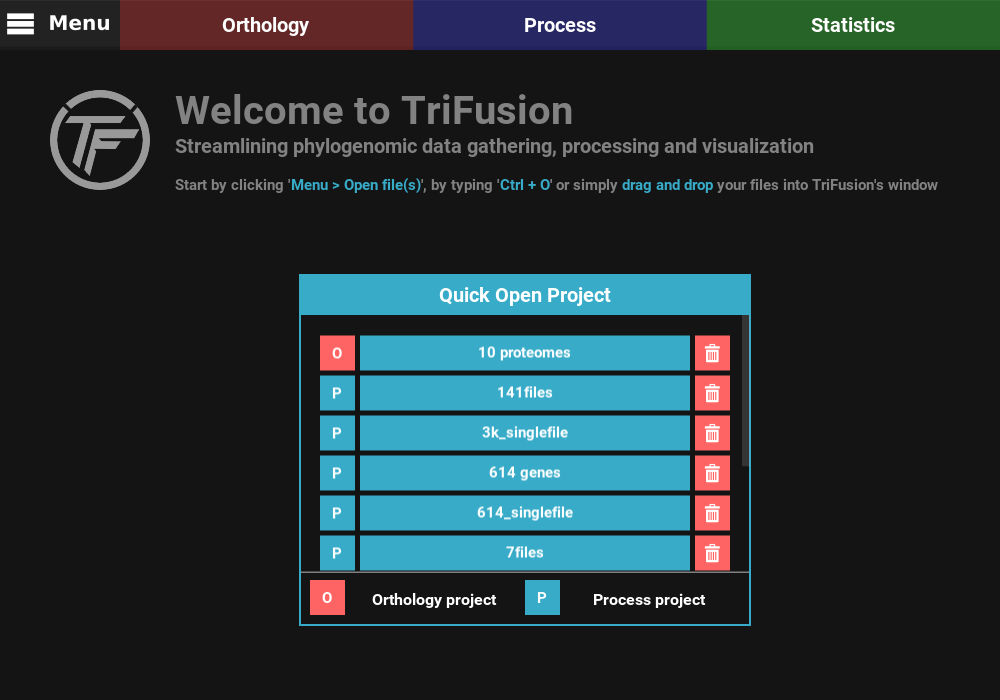 Menu
Orthology
Process
Statistics
TF
Welcome to TriFusion
Streamlining phylogenomic data gathering, processing and visualization
Start by clicking 'Menu > Open file(s)', by typing 'Ctrl + O' or simply drag and drop your files into TriFusion's window
Quick Open Project
O 10 proteomes
P 141files
P 3k_singlefile
P 614 genes
P 614_singlefile
P 7files
O Orthology project P Process project